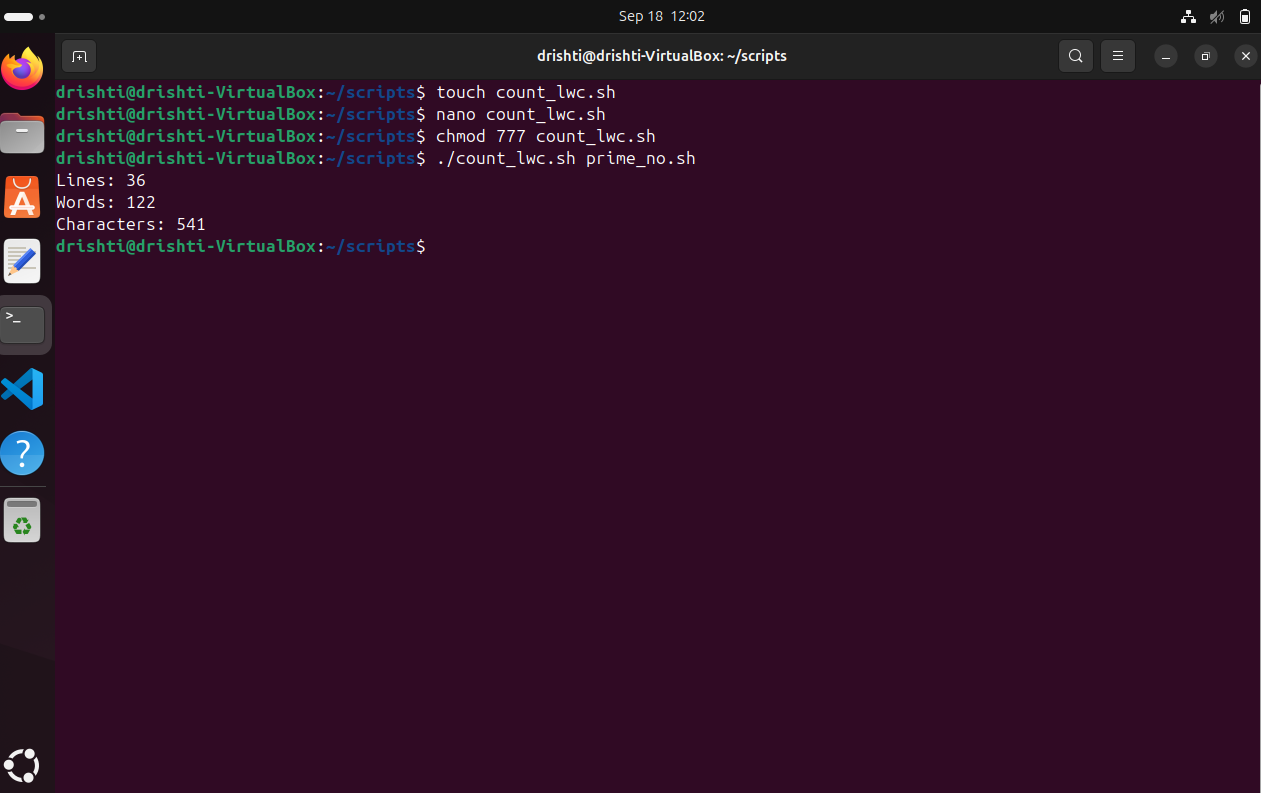 Sep 18 12:02
drishti@drishti-VirtualBox: ~/scripts
drishti@drishti-VirtualBox:~/scripts$ touch count_lwc.sh
drishti@drishti-VirtualBox:~/scripts$ nano count_lwc.sh
drishti@drishti-VirtualBox:~/scripts$ chmod 777 count_lwc.sh
drishti@drishti-VirtualBox:~/scripts$ ./count_lwc.sh prime_no.sh
Lines: 36
Words: 122
Characters: 541
drishti@drishti-VirtualBox:~/scripts$